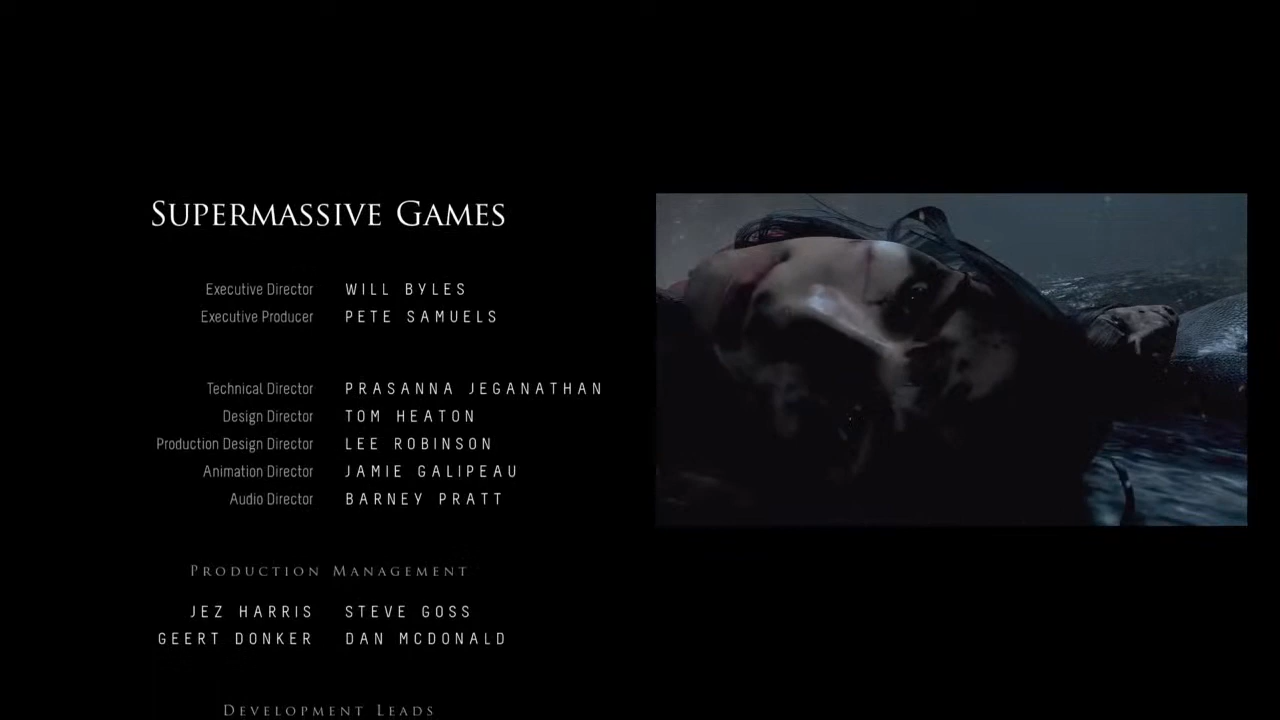 Supermassive Games
Executive Director WILL BYLES
Executive Producer PETE SAMUELS
Technical Director PRASANNA JEGANATHAN
Design Director TOM HEATON
Production Design Director LEE ROBINSON
Animation Director JAMIE GALIPEAU
Audio Director BARNEY PRATT
Production Management
JEZ HARRIS STEVE GOSS
GEERT DONKER DAN MCDONALD
Development Leads